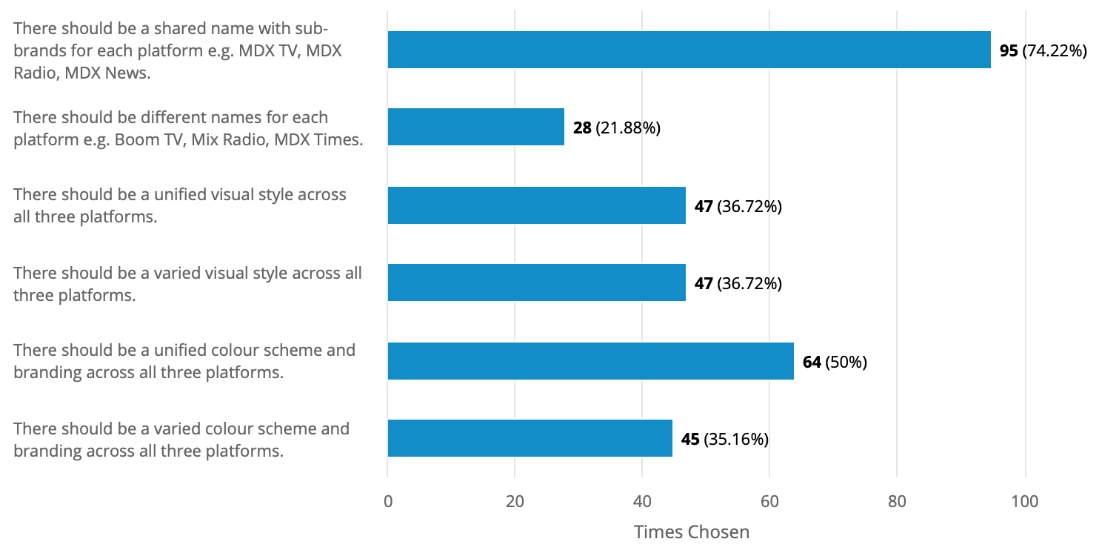 There should be a shared name with sub-
brands for each platform e.g. MDX TV, MDX
Radio, MDX News.
95 (74.22%)
There should be different names for each
platform e.g. Boom TV, Mix Radio, MDX Times.
28 (21.88%)
There should be a unified visual style across
all three platforms.
47 (36.72%)
There should be a varied visual style across all
three platforms.
47 (36.72%)
There should be a unified colour scheme and
branding across all three platforms.
64 (50%)
There should be a varied colour scheme and
branding across all three platforms.
45 (35.16%)
0 20 40 60 80 100
Times Chosen